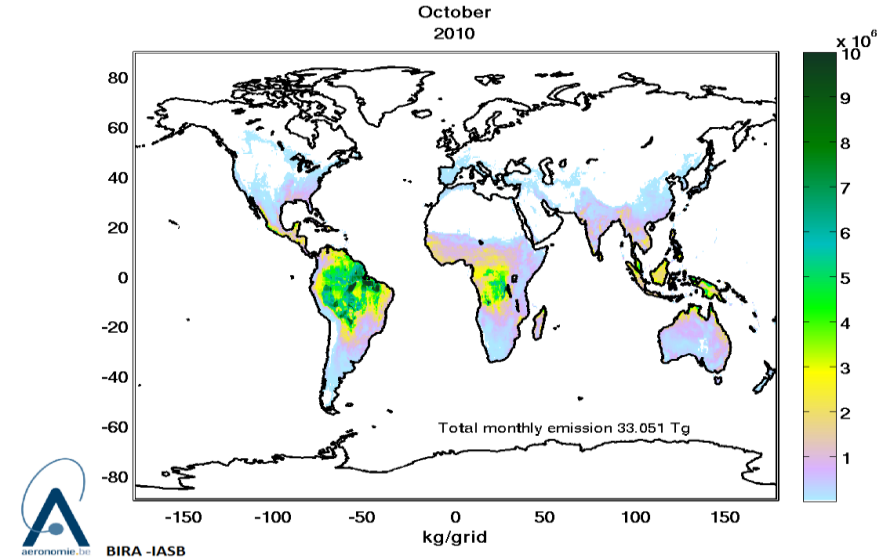 October
2010
x 10⁶
10
9
8
7
6
5
4
3
2
1
80
60
40
20
0
-20
-40
-60
-80
Total monthly emission 33.051 Tg
-150 -100 -50 0 50 100 150
kg/grid
aeronomie.be
BIRA -IASB